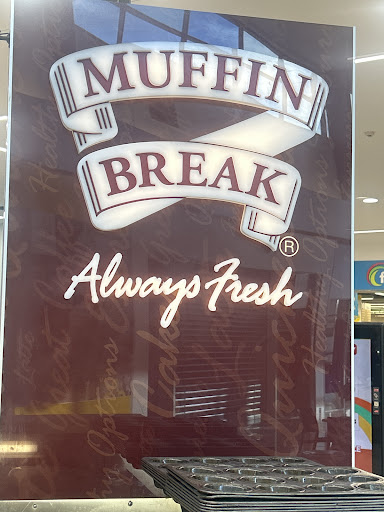 MUFFIN
BREAK
®
Always Fresh